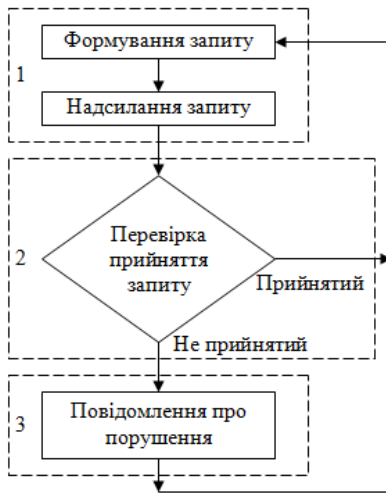 Формування запиту
1
Надсилання запиту
Перевірка
прийняття
запиту
2
Прийнятий
Не прийнятий
Повідомлення про
порушення
3